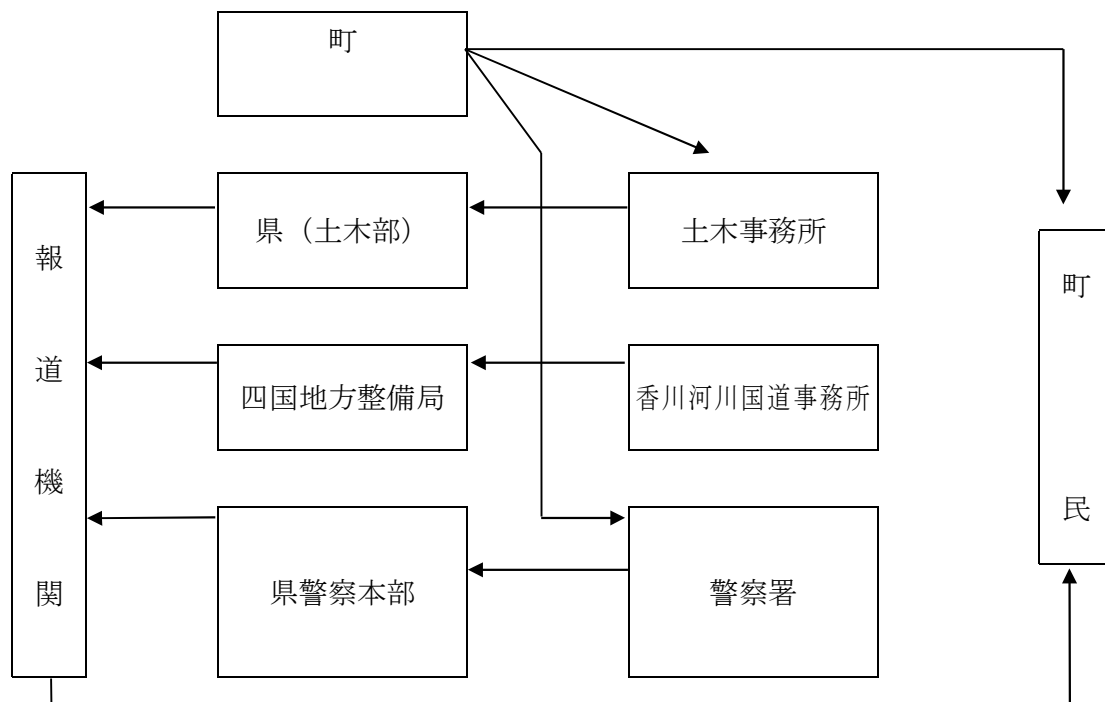 町
県（土木部）
土木事務所
報道機関
町民
四国地方整備局
香川河川国道事務所
県警察本部
警察署